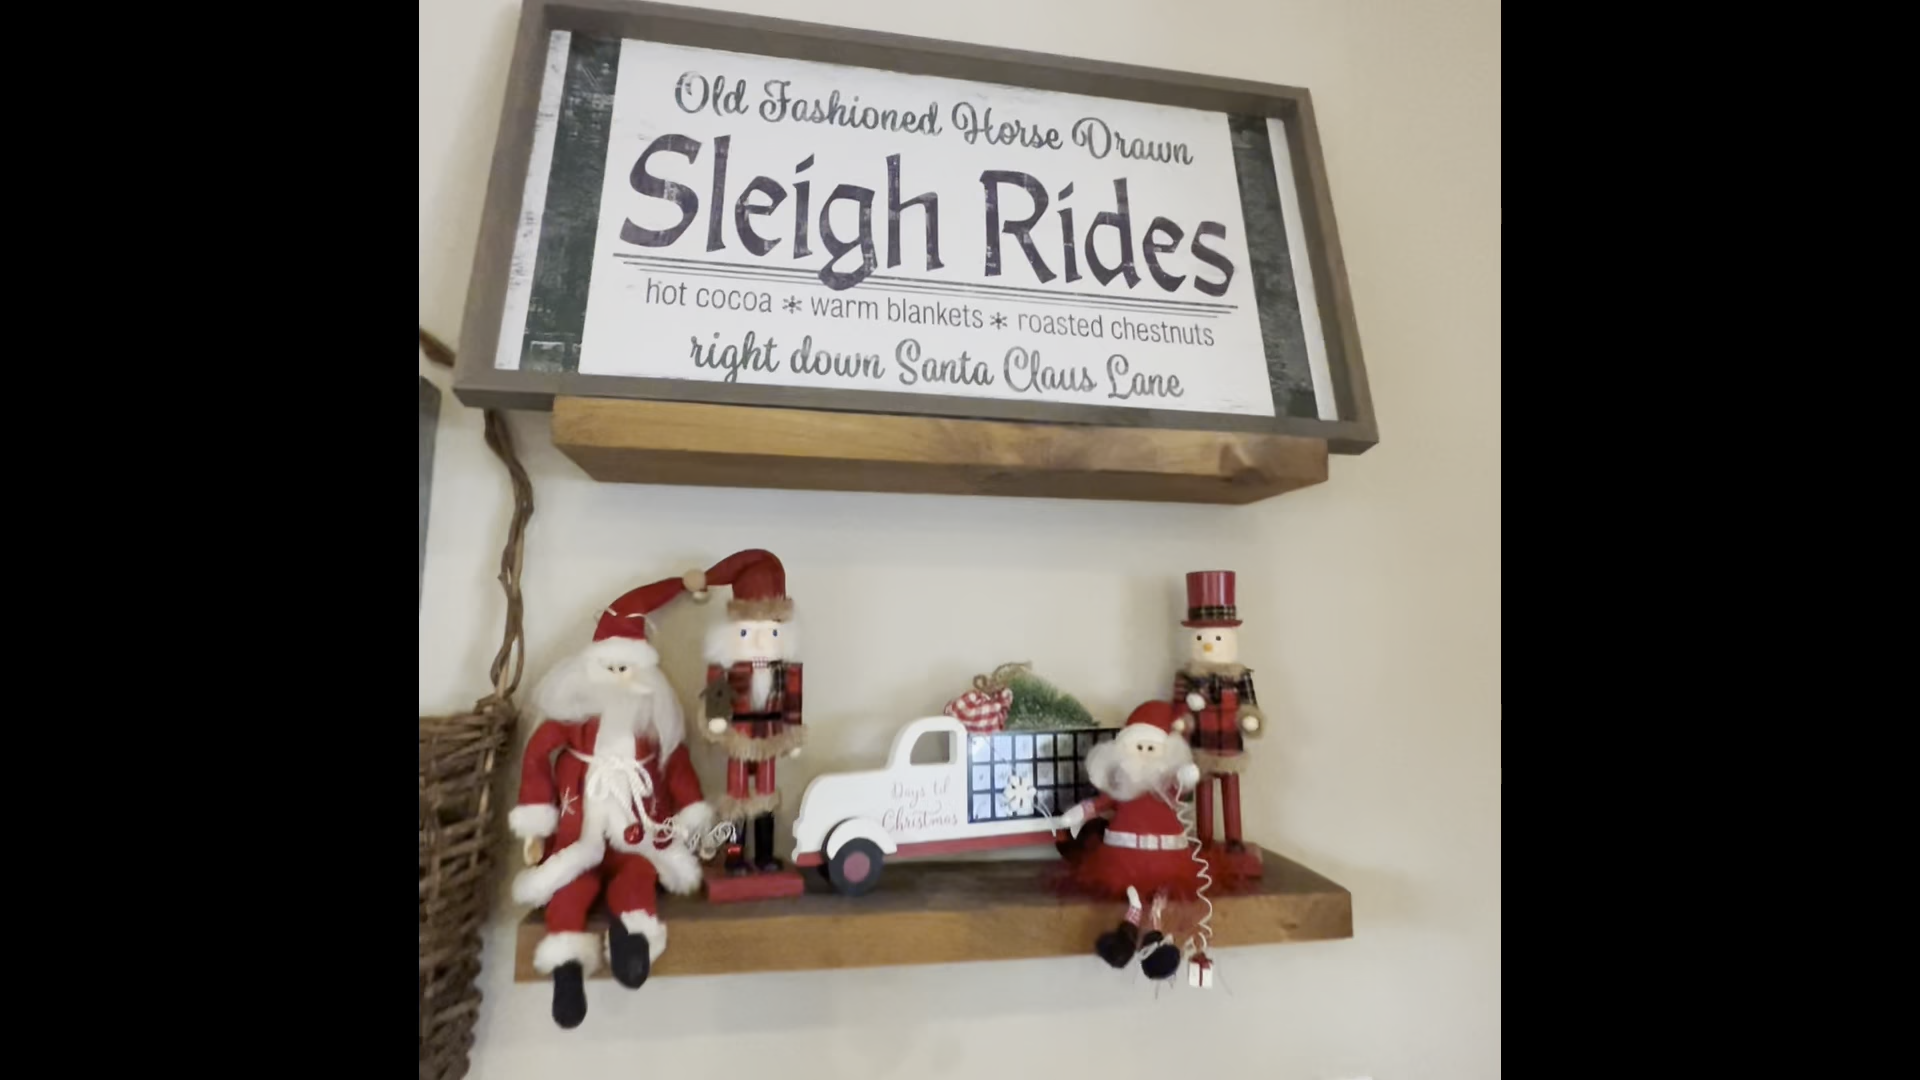 Old Fashioned Horse Drawn
Sleigh Rides
hot cocoa * warm blankets * roasted chestnuts
right down Santa Claus Lane
Days 'til
Christmas